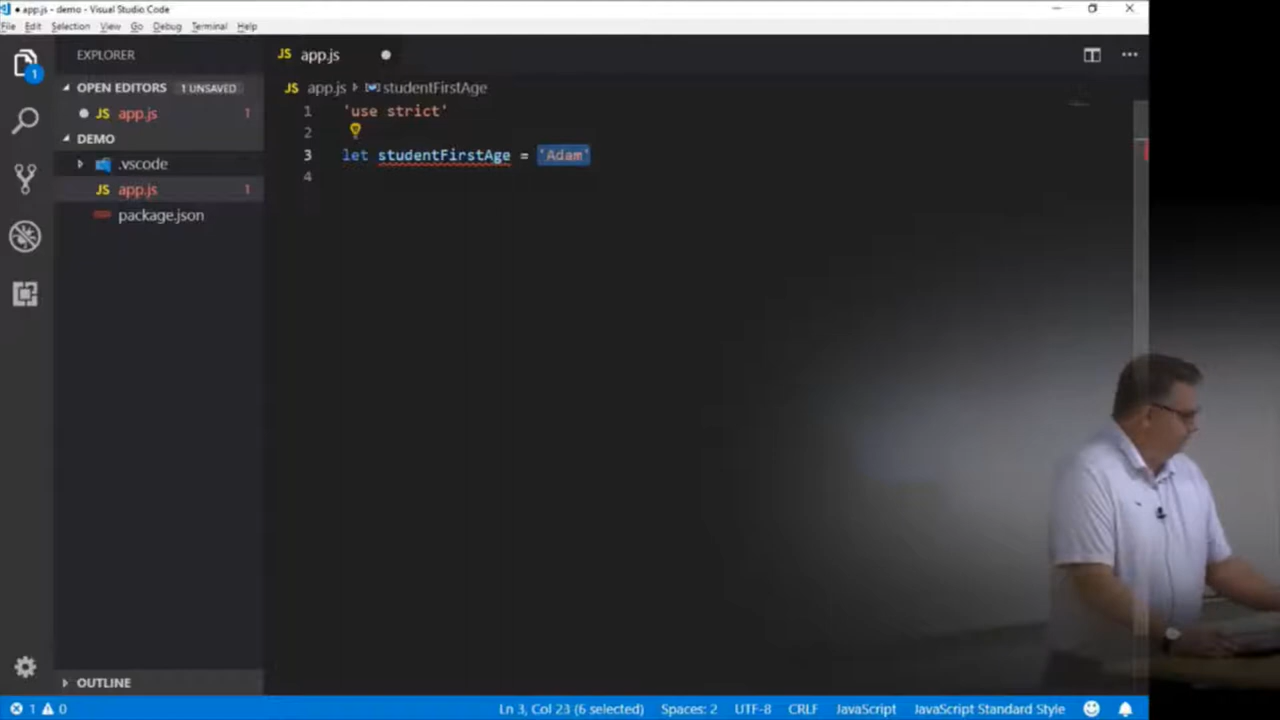 ● app.js - demo - Visual Studio Code
File Edit Selection View Go Debug Terminal Help
EXPLORER
OPEN EDITORS 1 UNSAVED
● JS app.js 1
DEMO
.vscode
JS app.js 1
package.json
OUTLINE
1
JS app.js ●
JS app.js studentFirstAge
1 'use strict'
2
3 let studentFirstAge = 'Adam'
4
1 0
Ln 3, Col 23 (6 selected) Spaces: 2 UTF-8 CRLF JavaScript JavaScript Standard Style